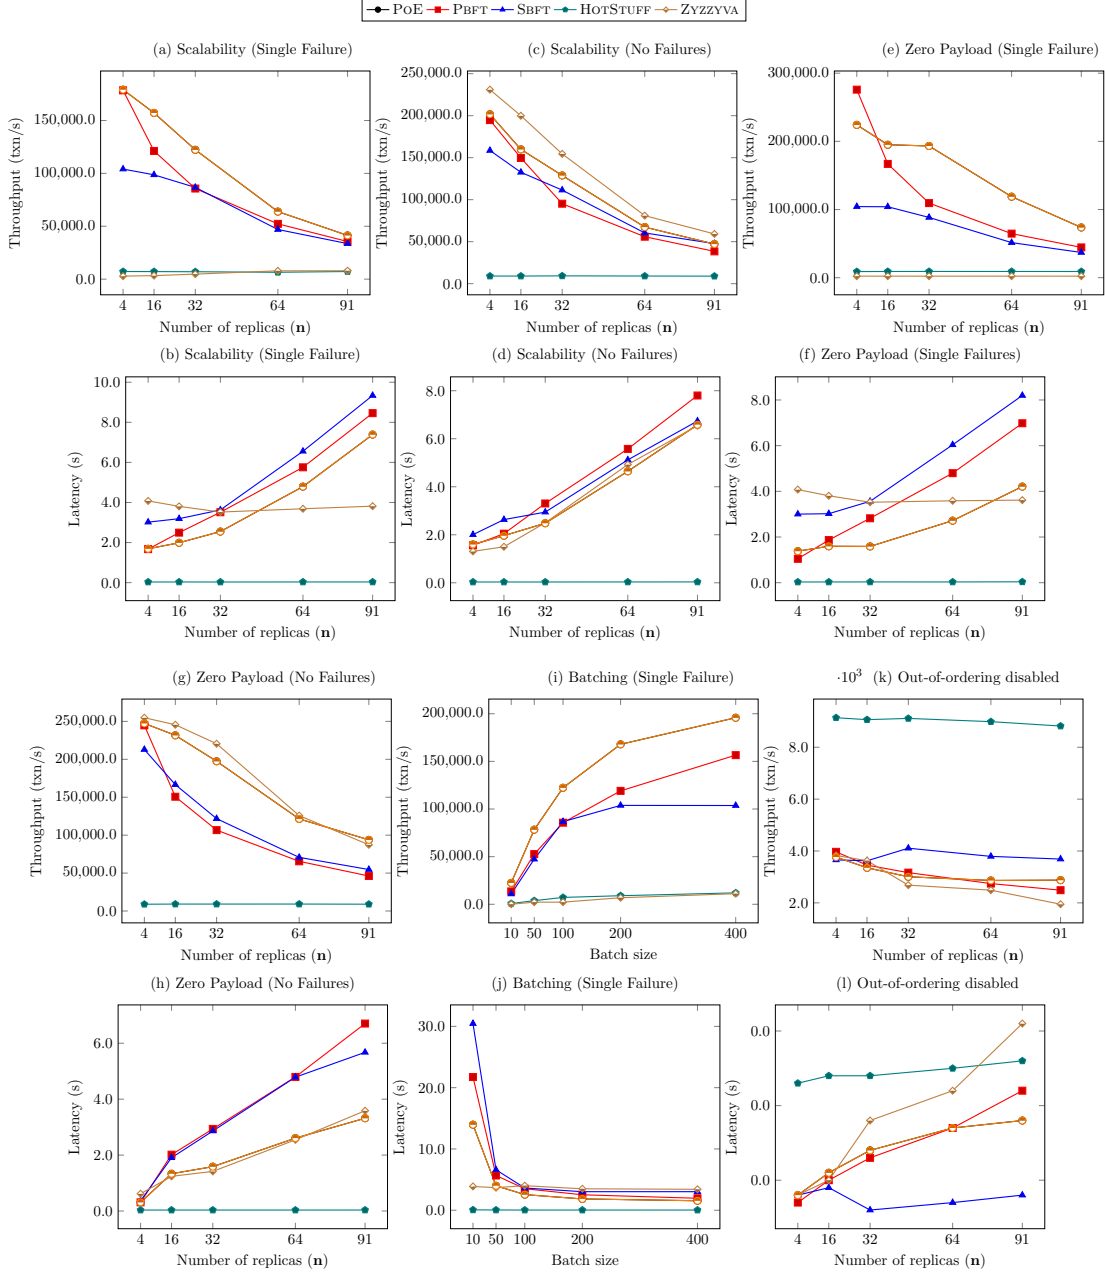 PoE PBFT SBFT HOTSTUFF ZYZZYVA
(a) Scalability (Single Failure)
150,000.0
100,000.0
50,000.0
0.0
Throughput (txn/s)
4 16 32 64 91
Number of replicas (n)
(c) Scalability (No Failures)
250,000.0
200,000.0
150,000.0
100,000.0
50,000.0
0.0
Throughput (txn/s)
4 16 32 64 91
Number of replicas (n)
(e) Zero Payload (Single Failure)
300,000.0
200,000.0
100,000.0
0.0
Throughput (txn/s)
4 16 32 64 91
Number of replicas (n)
(b) Scalability (Single Failure)
10.0
8.0
6.0
4.0
2.0
0.0
Latency (s)
4 16 32 64 91
Number of replicas (n)
(d) Scalability (No Failures)
8.0
6.0
4.0
2.0
0.0
Latency (s)
4 16 32 64 91
Number of replicas (n)
(f) Zero Payload (Single Failures)
8.0
6.0
4.0
2.0
0.0
Latency (s)
4 16 32 64 91
Number of replicas (n)
(g) Zero Payload (No Failures)
250,000.0
200,000.0
150,000.0
100,000.0
50,000.0
0.0
Throughput (txn/s)
4 16 32 64 91
Number of replicas (n)
(i) Batching (Single Failure)
200,000.0
150,000.0
100,000.0
50,000.0
0.0
Throughput (txn/s)
10 50 100 200 400
Batch size
·10³ (k) Out-of-ordering disabled
8.0
6.0
4.0
2.0
Throughput (txn/s)
4 16 32 64 91
Number of replicas (n)
(h) Zero Payload (No Failures)
6.0
4.0
2.0
0.0
Latency (s)
4 16 32 64 91
Number of replicas (n)
(j) Batching (Single Failure)
30.0
20.0
10.0
0.0
Latency (s)
10 50 100 200 400
Batch size
(l) Out-of-ordering disabled
0.0
0.0
0.0
Latency (s)
4 16 32 64 91
Number of replicas (n)